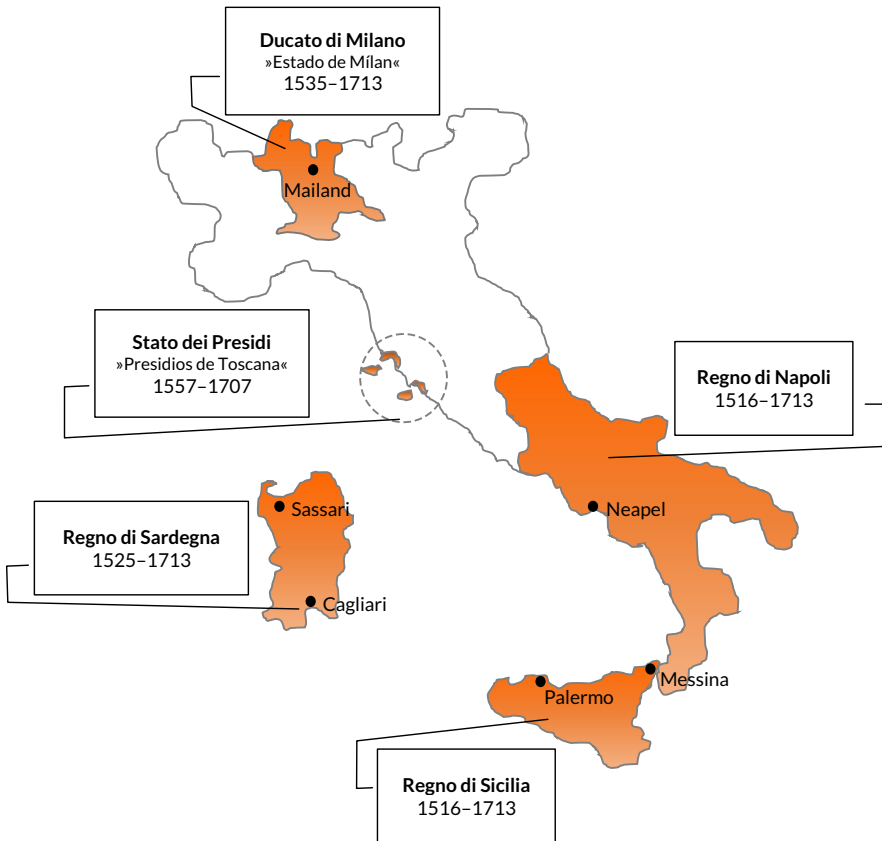 Ducato di Milano
»Estado de Mílan«
1535–1713
Mailand
Stato dei Presidi
»Presidios de Toscana«
1557–1707
Regno di Napoli
1516–1713
Sassari
Neapel
Regno di Sardegna
1525–1713
Cagliari
Messina
Palermo
Regno di Sicilia
1516–1713